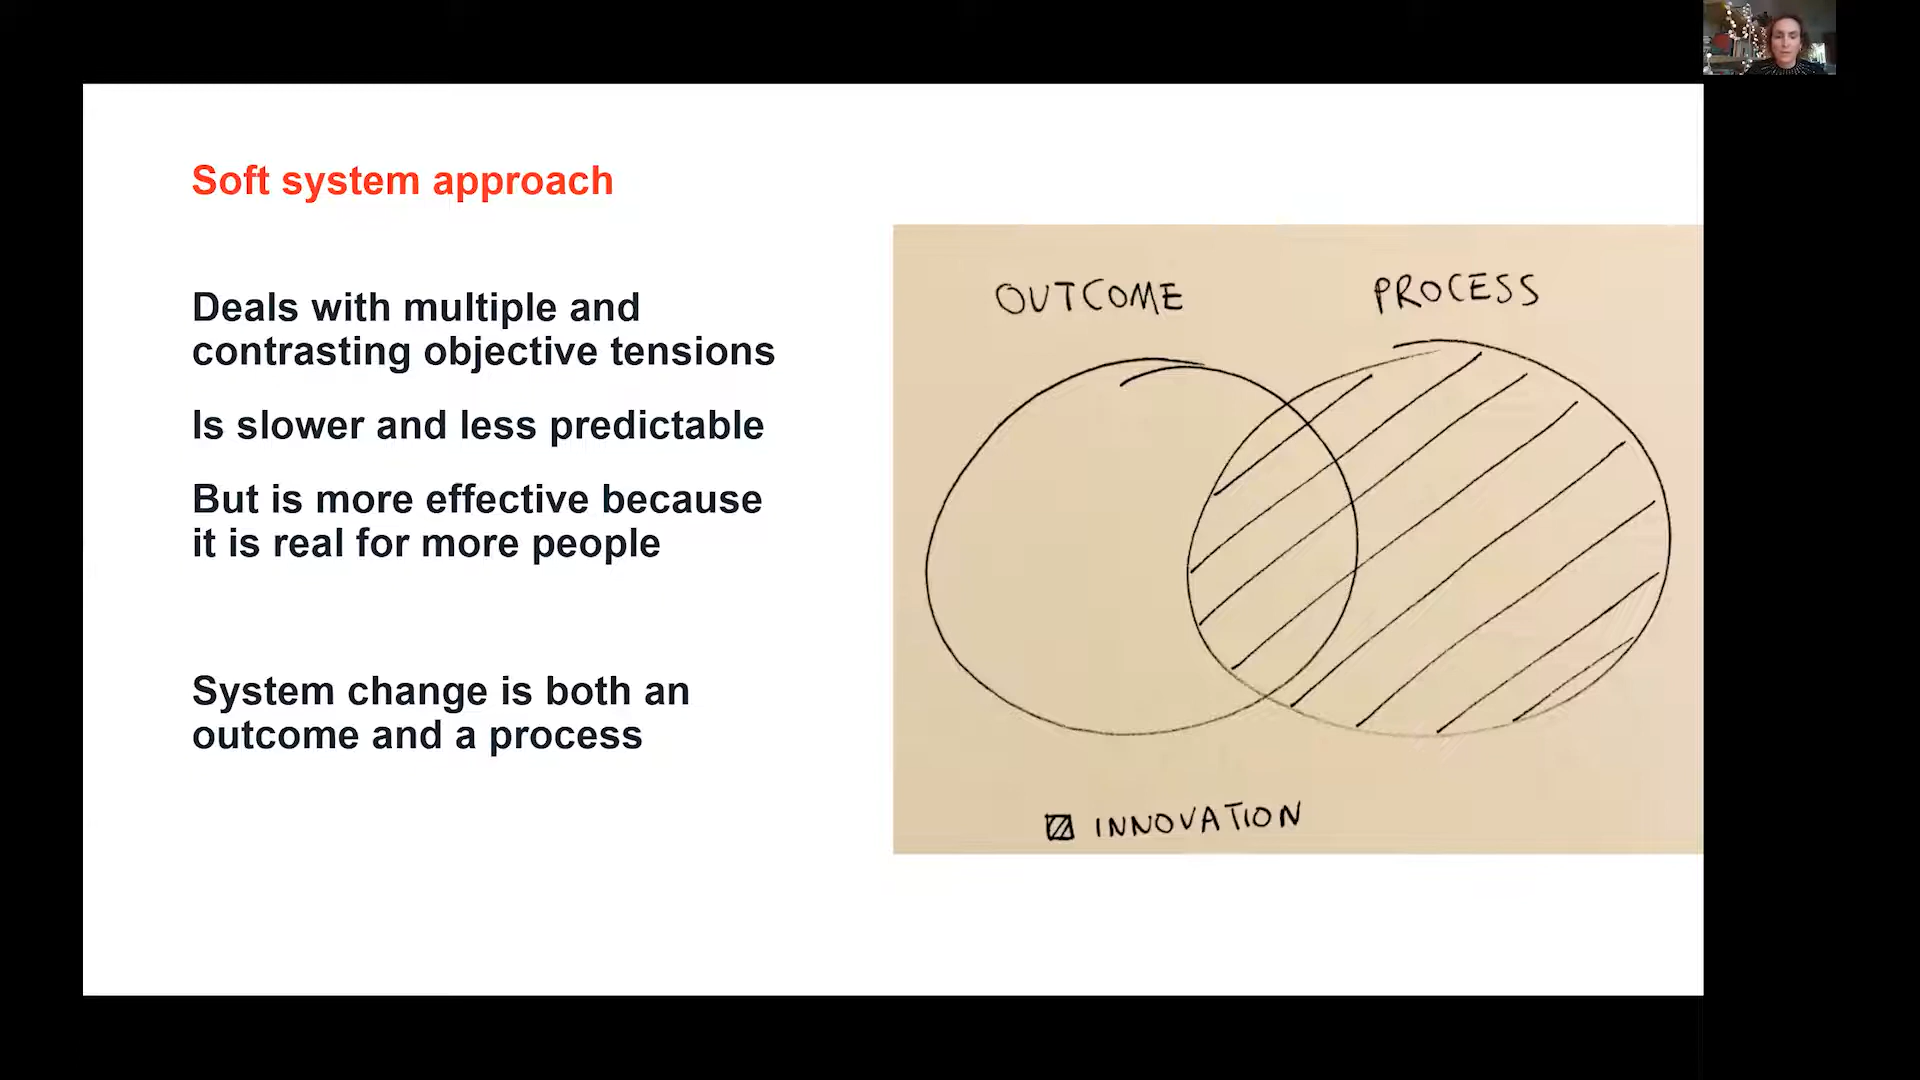 Soft system approach
Deals with multiple and
contrasting objective tensions
Is slower and less predictable
But is more effective because
it is real for more people
System change is both an
outcome and a process
OUTCOME
PROCESS
INNOVATION